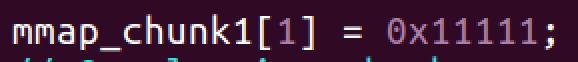 mmap_chunk1[1] = 0x11111;